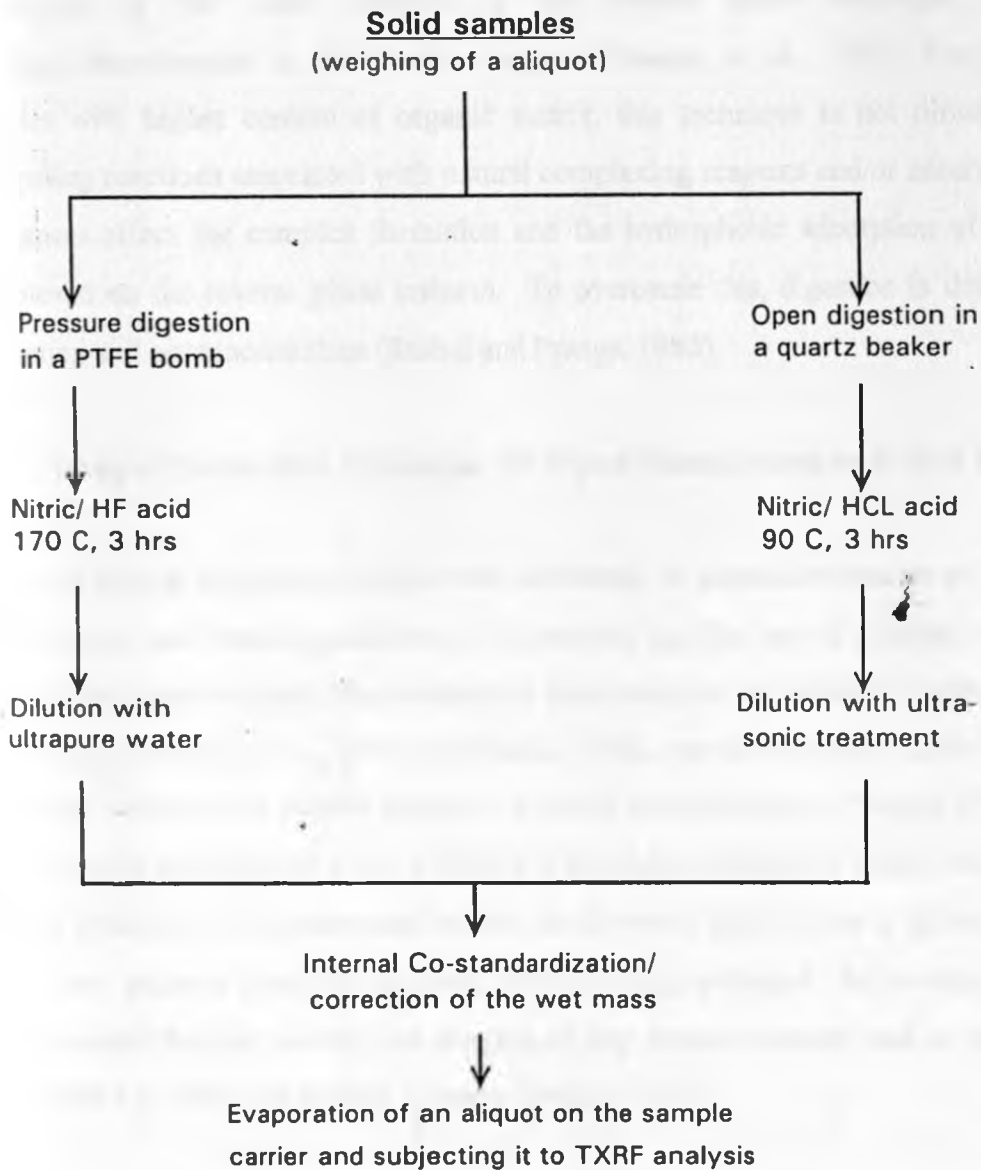 Solid samples
(weighing of a aliquot)
Pressure digestion
in a PTFE bomb
Open digestion in
a quartz beaker
Nitric/ HF acid
170 C, 3 hrs
Nitric/ HCL acid
90 C, 3 hrs
Dilution with
ultrapure water
Dilution with ultra-
sonic treatment
Internal Co-standardization/
correction of the wet mass
Evaporation of an aliquot on the sample
carrier and subjecting it to TXRF analysis